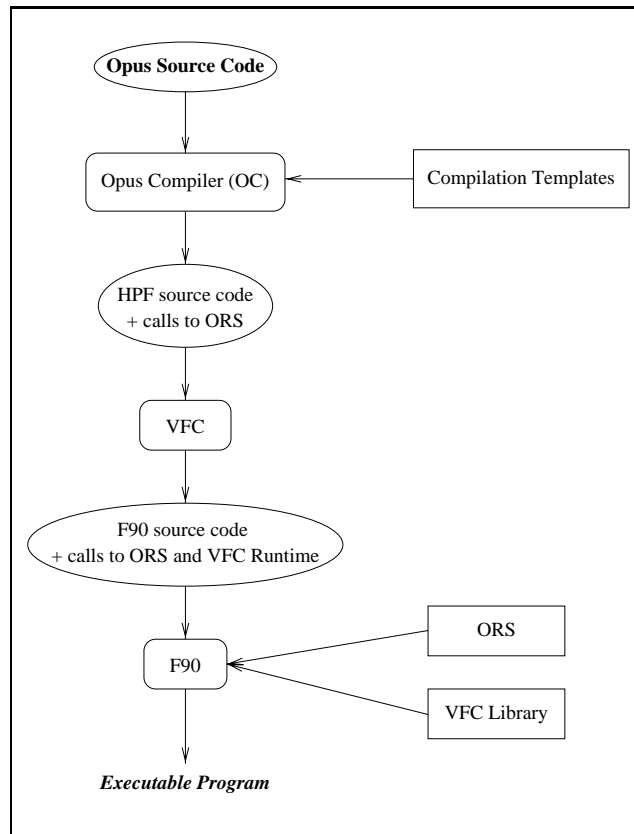 Opus Source Code
Opus Compiler (OC)
Compilation Templates
HPF source code
+ calls to ORS
VFC
F90 source code
+ calls to ORS and VFC Runtime
ORS
F90
VFC Library
Executable Program